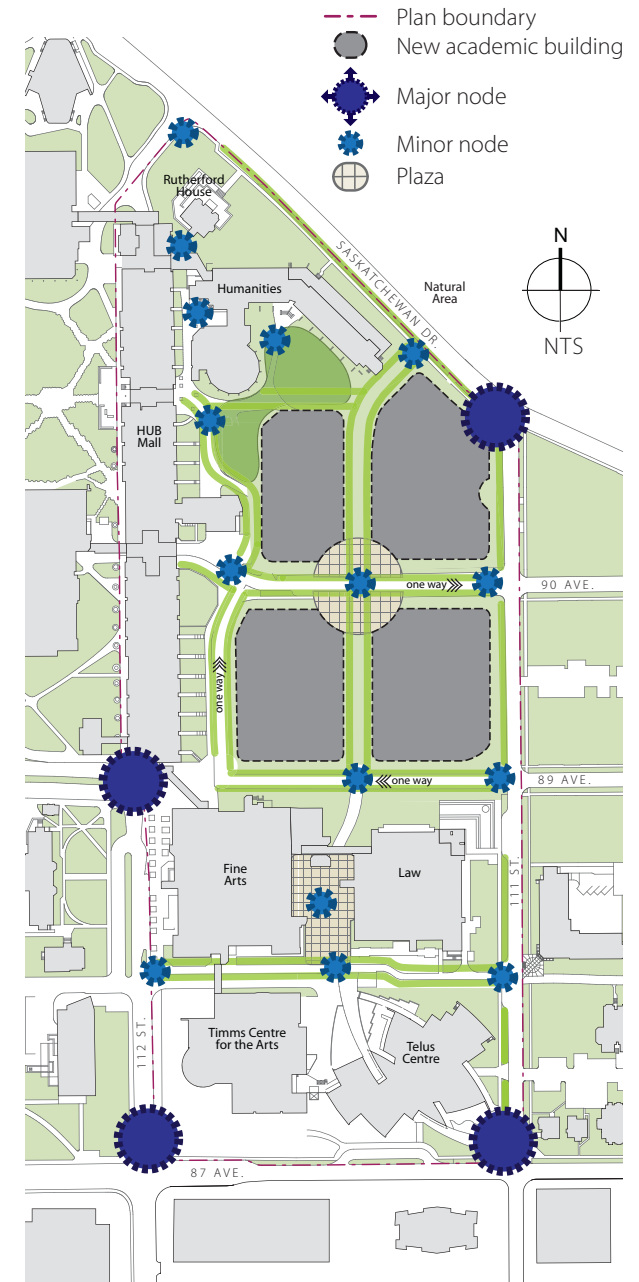 Plan boundary
New academic building
Major node
Minor node
Plaza
Rutherford
House
SASKATCHEWAN DR.
Natural
Area
N
NTS
Humanities
HUB
Mall
one way
90 AVE.
one way
one way
89 AVE.
Fine
Arts
Law
111 ST.
Timms Centre
for the Arts
Telus
Centre
112 ST.
87 AVE.